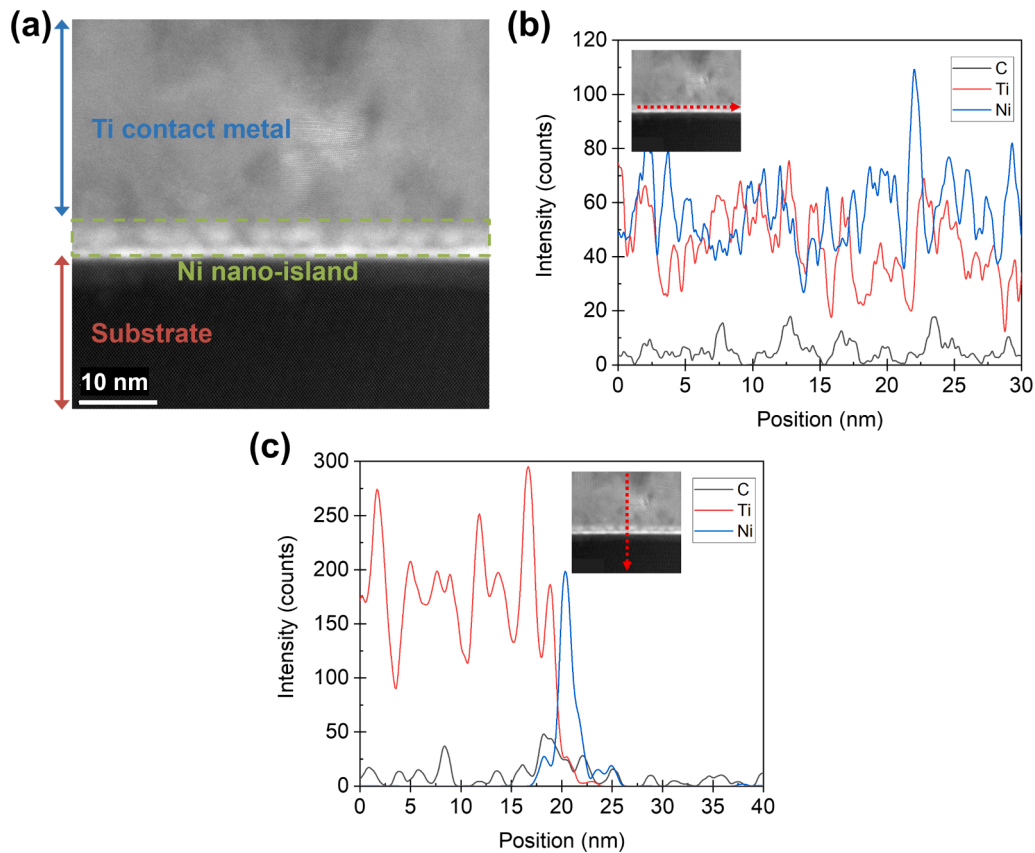 (a)
Ti contact metal
Ni nano-island
Substrate
10 nm
(b)
120
100
80
60
40
20
0
Intensity (counts)
C
Ti
Ni
0 5 10 15 20 25 30
Position (nm)
(c)
300
250
200
150
100
50
0
Intensity (counts)
C
Ti
Ni
0 5 10 15 20 25 30 35 40
Position (nm)